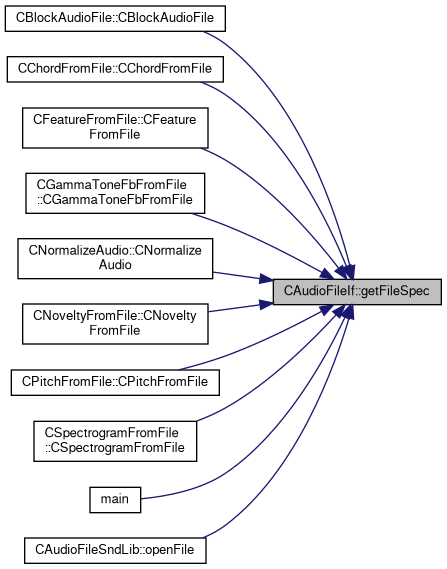 CBlockAudioFile::CBlockAudioFile
CChordFromFile::CChordFromFile
CFeatureFromFile::CFeature
FromFile
CGammaToneFbFromFile
::CGammaToneFbFromFile
CNormalizeAudio::CNormalize
Audio
CAudioFileIf::getFileSpec
CNoveltyFromFile::CNovelty
FromFile
CPitchFromFile::CPitchFromFile
CSpectrogramFromFile
::CSpectrogramFromFile
main
CAudioFileSndLib::openFile